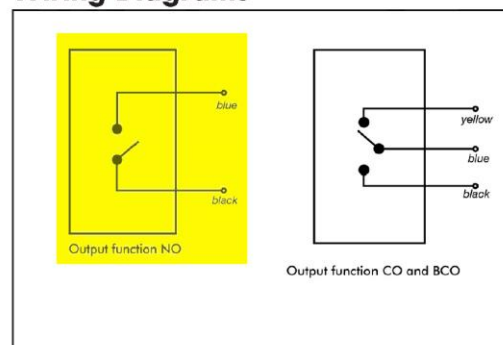 Wiring Diagrams
blue
black
Output function NO
yellow
blue
black
Output function CO and BCO